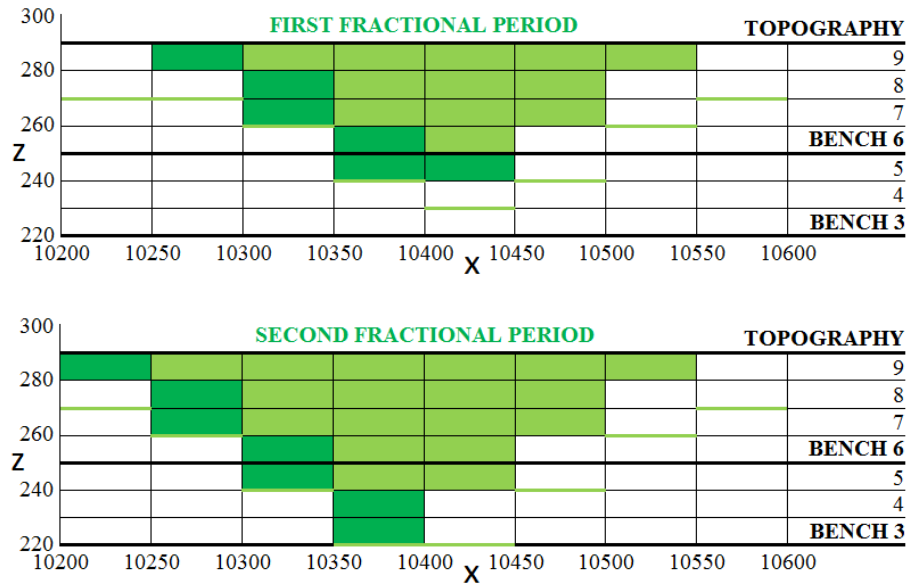 300
FIRST FRACTIONAL PERIOD TOPOGRAPHY
9
280
8
7
260
BENCH 6
Z
5
240
4
BENCH 3
220
10200 10250 10300 10350 10400 10450 10500 10550 10600
X
300
SECOND FRACTIONAL PERIOD TOPOGRAPHY
9
280
8
7
260
BENCH 6
Z
5
240
4
BENCH 3
220
10200 10250 10300 10350 10400 10450 10500 10550 10600
X